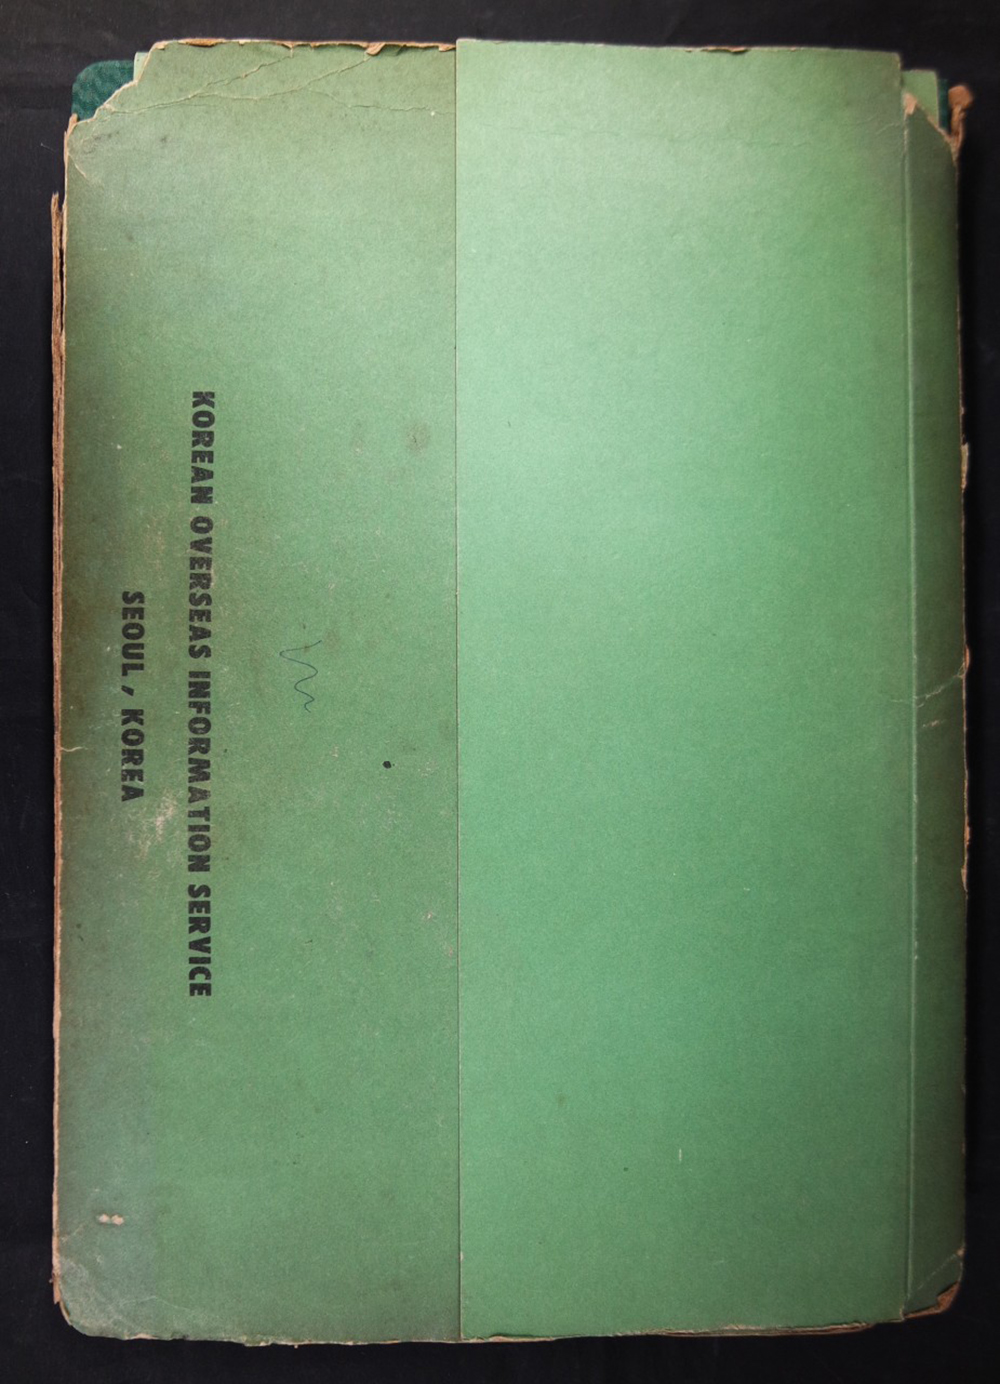 KOREAN OVERSEAS INFORMATION SERVICE
SEOUL, KOREA